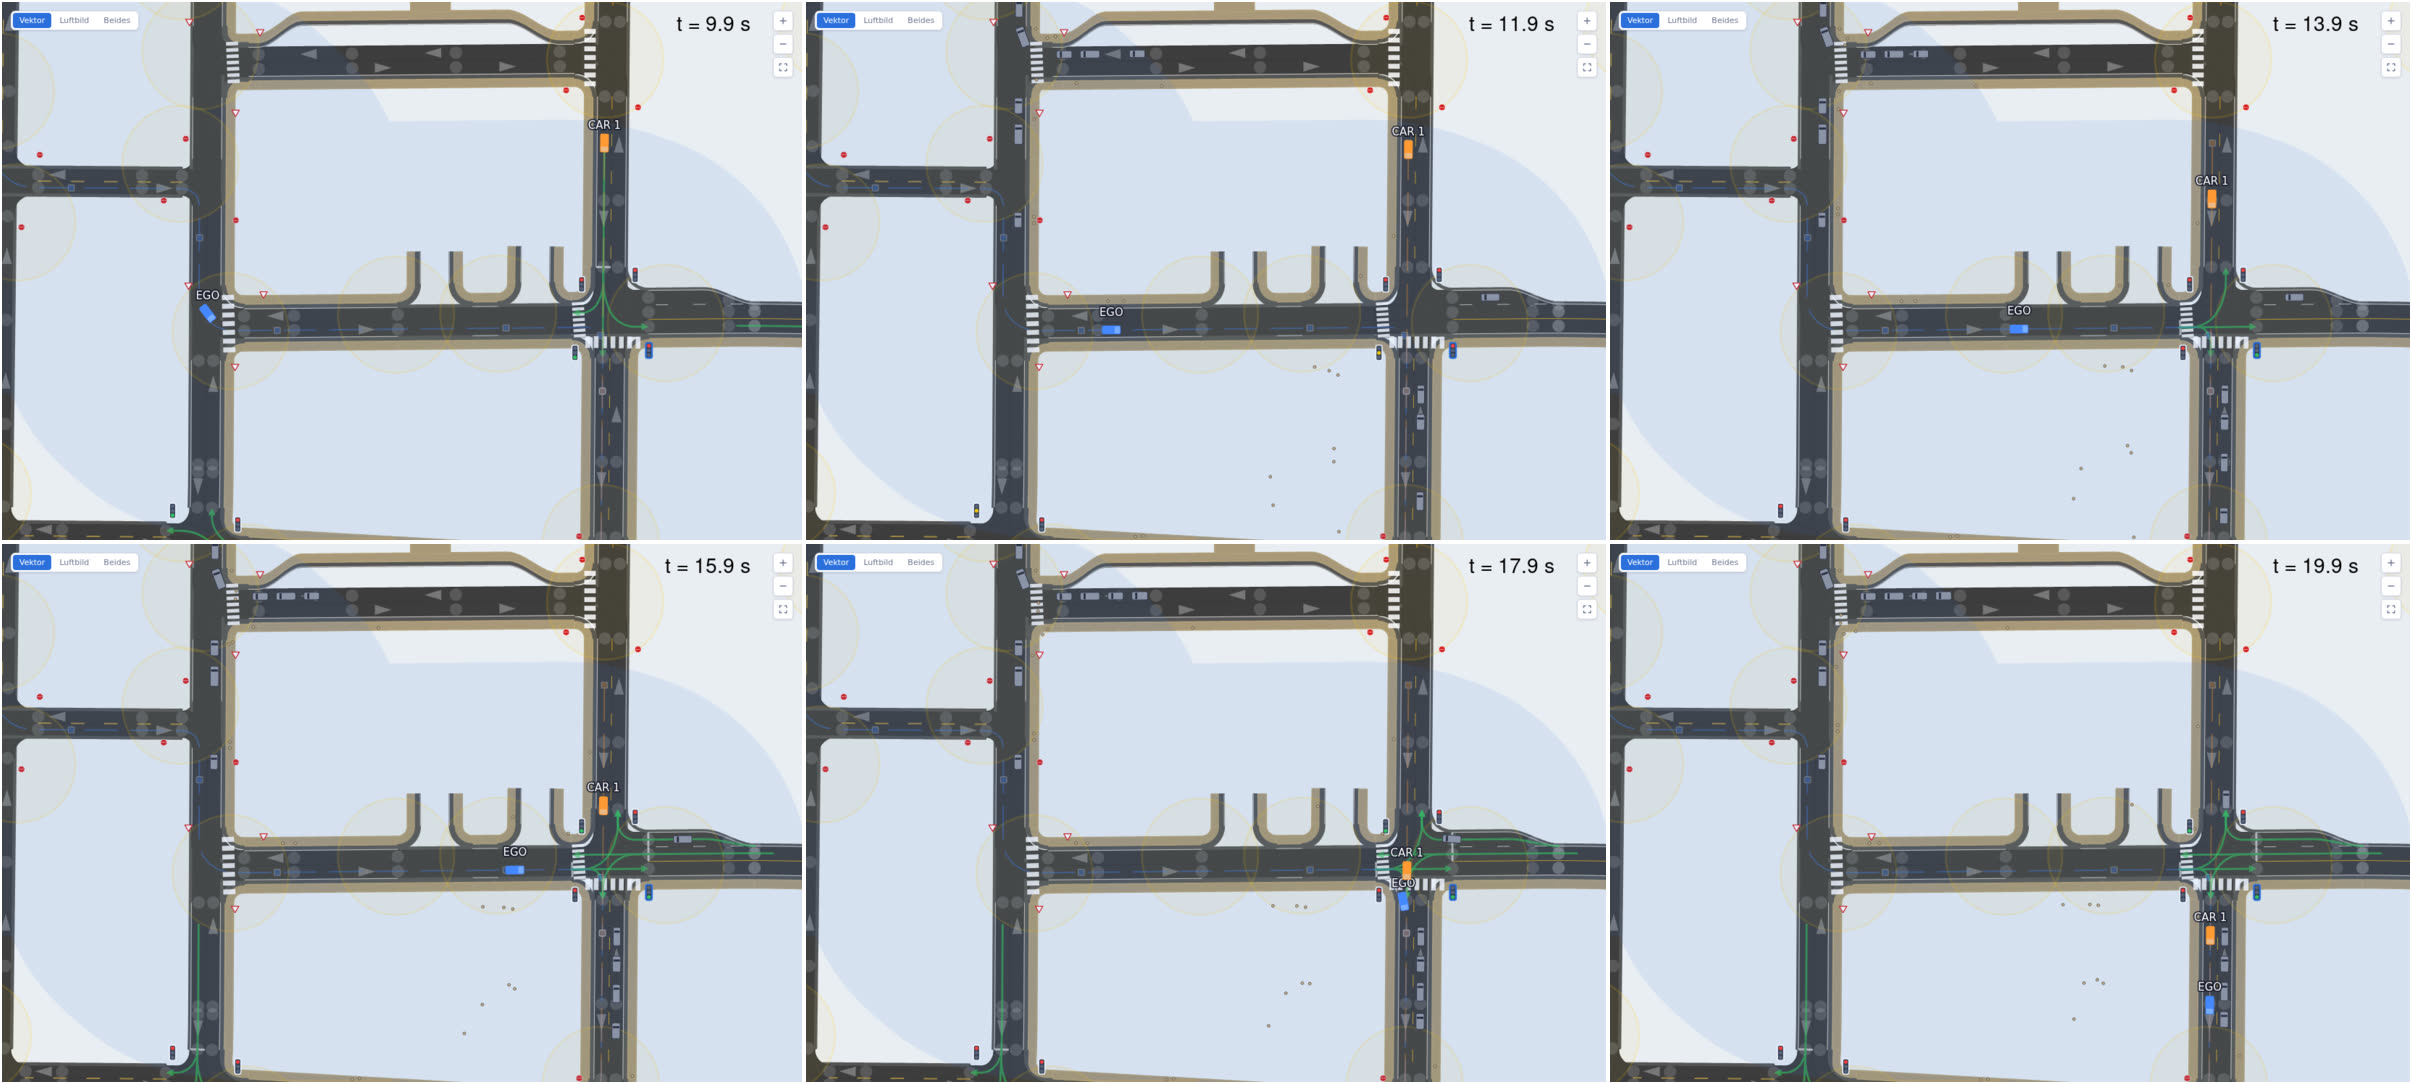 Vektor Luftbild Beides t = 9.9 s +
−
CAR 1
EGO
Vektor Luftbild Beides t = 11.9 s +
−
CAR 1
EGO
Vektor Luftbild Beides t = 13.9 s +
−
CAR 1
EGO
Vektor Luftbild Beides t = 15.9 s +
−
CAR 1
EGO
Vektor Luftbild Beides t = 17.9 s +
−
CAR 1
EGO
Vektor Luftbild Beides t = 19.9 s +
−
CAR 1
EGO